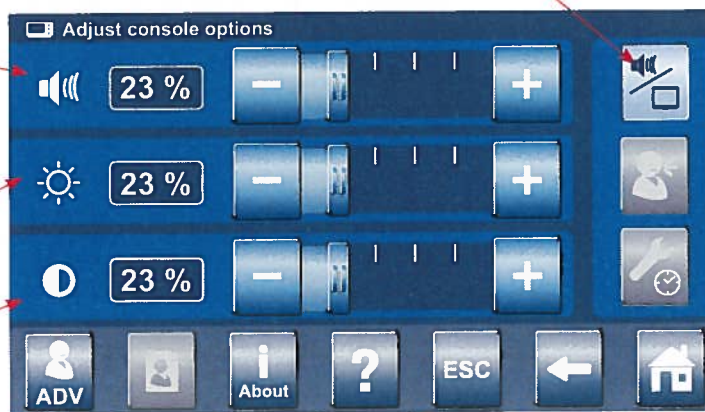 Adjust console options
23 %
23 %
23 %
ADV
i
About
?
ESC